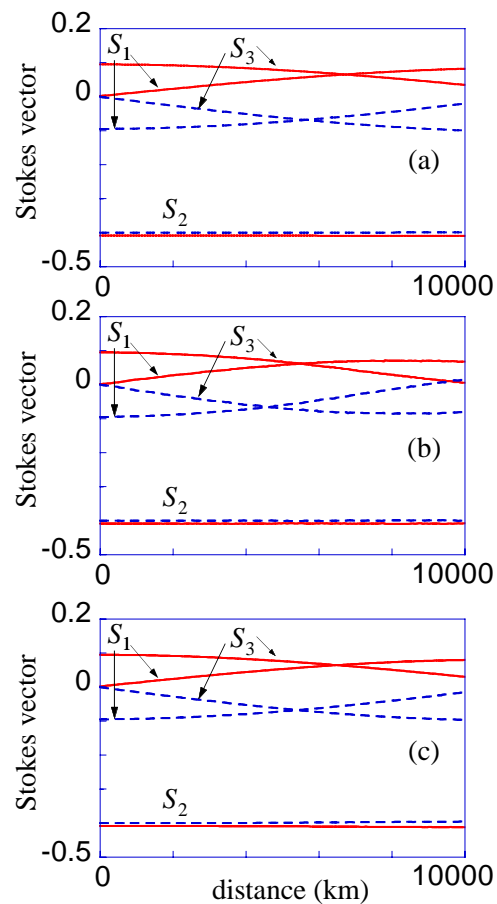 0.2
S1 S3
0
Stokes vector
(a)
S2
-0.5
0 10000
0.2
S1 S3
0
Stokes vector
(b)
S2
-0.5
0 10000
0.2
S1 S3
0
Stokes vector
(c)
S2
-0.5
0 10000
distance (km)